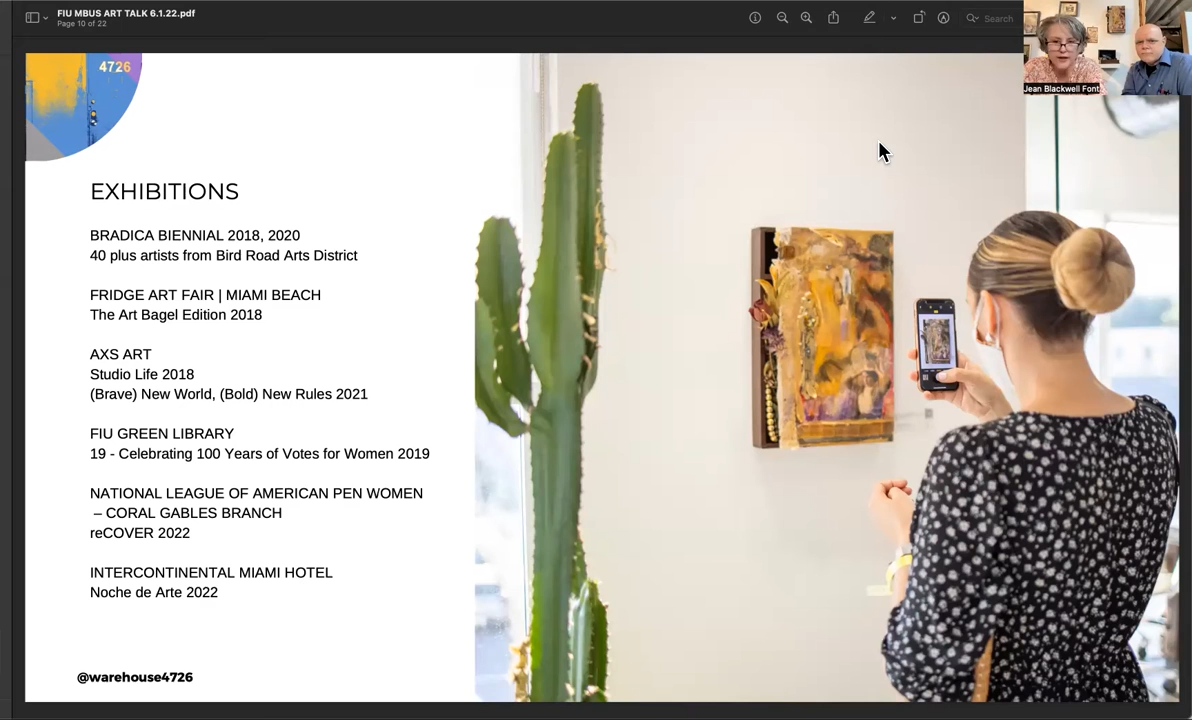 FIU MBUS ART TALK 6.1.22.pdf
Page 10 of 22
Search
Jean Blackwell Font
4726
EXHIBITIONS
BRADICA BIENNIAL 2018, 2020
40 plus artists from Bird Road Arts District
FRIDGE ART FAIR | MIAMI BEACH
The Art Bagel Edition 2018
AXS ART
Studio Life 2018
(Brave) New World, (Bold) New Rules 2021
FIU GREEN LIBRARY
19 - Celebrating 100 Years of Votes for Women 2019
NATIONAL LEAGUE OF AMERICAN PEN WOMEN
– CORAL GABLES BRANCH
reCOVER 2022
INTERCONTINENTAL MIAMI HOTEL
Noche de Arte 2022
@warehouse4726